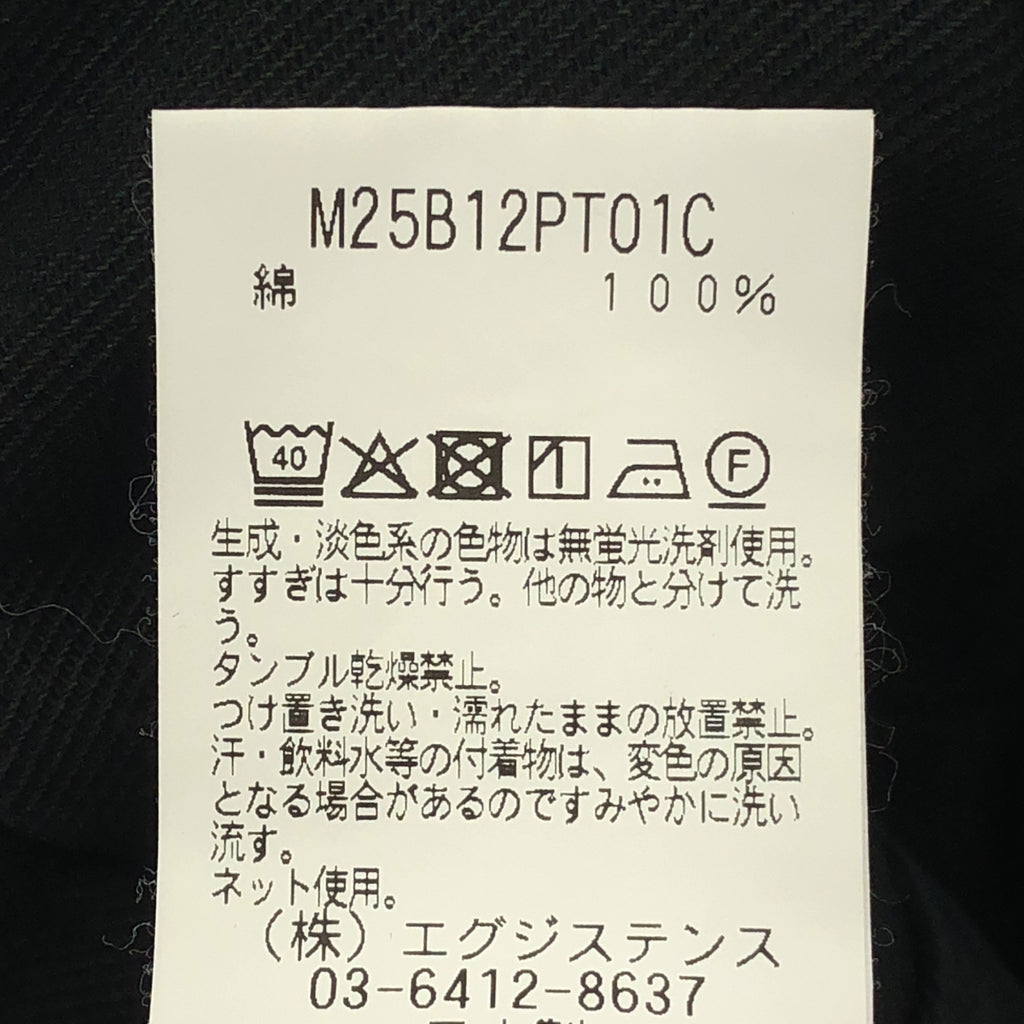 M25B12PT01C
綿 100%
40
F
生成・淡色系の色物は無蛍光洗剤使用。
すすぎは十分行う。他の物と分けて洗
う。
タンブル乾燥禁止。
つけ置き洗い・濡れたままの放置禁止。
汗・飲料水等の付着物は、変色の原因
となる場合があるのですみやかに洗い
流す。
ネット使用。
(株)エグジステンス
03-6412-8637